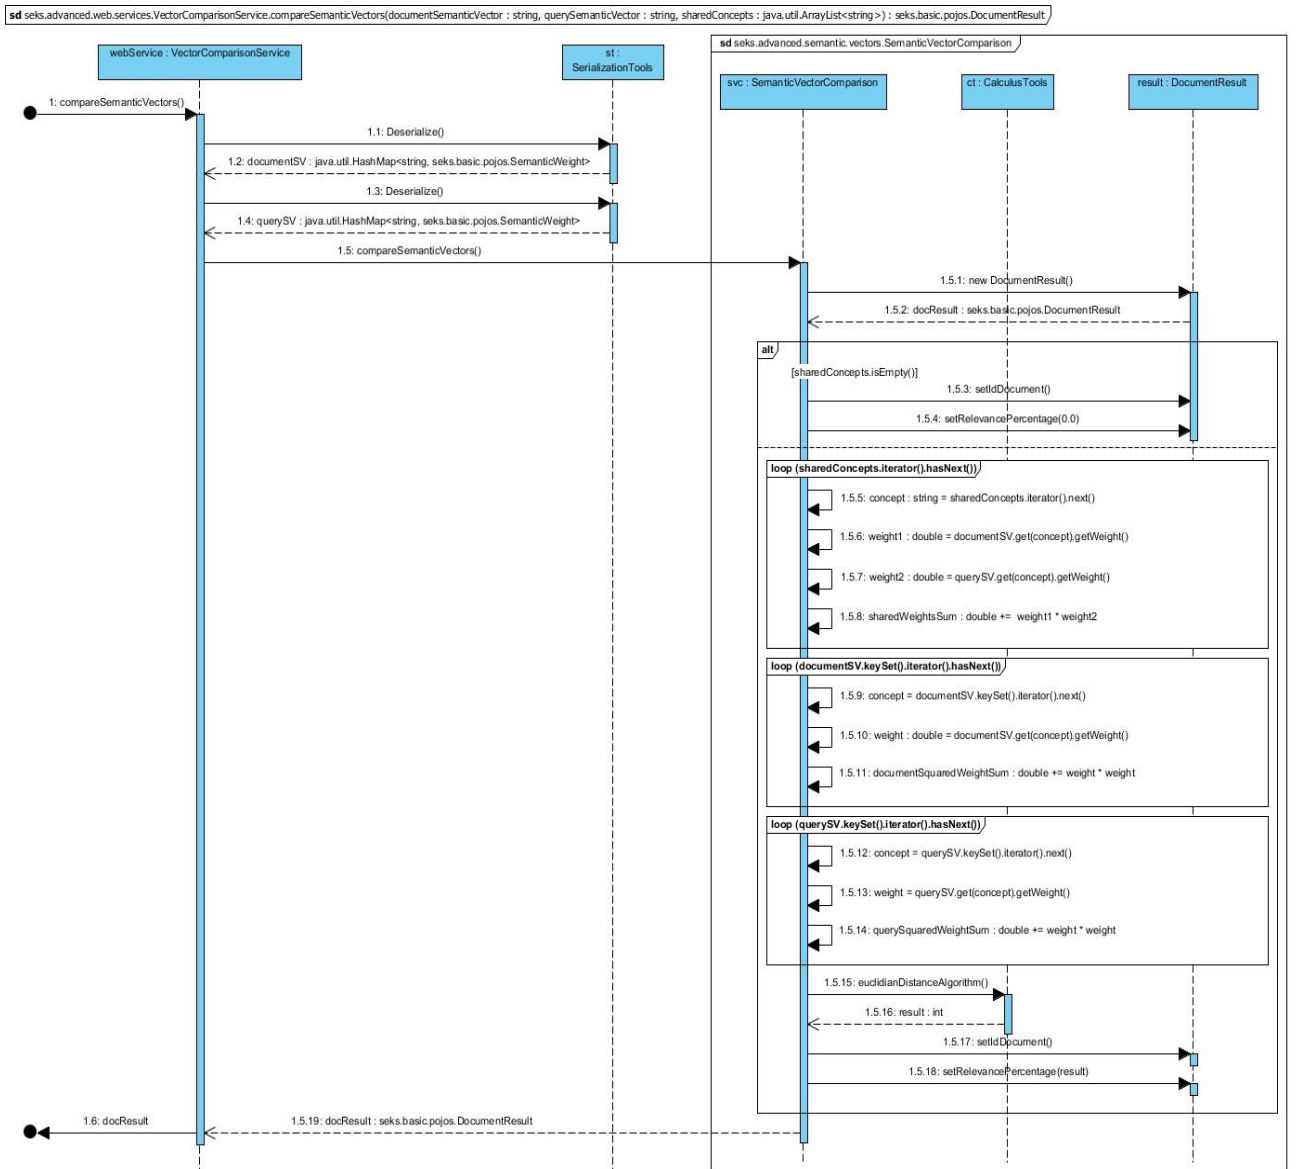 sd seks.advanced.web.services.VectorComparisonService.compareSemanticVectors(documentSemanticVector : string, querySemanticVector : string, sharedConcepts : java.util.ArrayList<string>) : seks.basic.pojos.DocumentResult
sd seks.advanced.semantic.vectors.SemanticVectorComparison
webService : VectorComparisonService
st :
SerializationTools
svc : SemanticVectorComparison
ct : CalculusTools
result : DocumentResult
1: compareSemanticVectors()
1.1: Deserialize()
1.2: documentSV : java.util.HashMap<string, seks.basic.pojos.SemanticWeight>
1.3: Deserialize()
1.4: querySV : java.util.HashMap<string, seks.basic.pojos.SemanticWeight>
1.5: compareSemanticVectors()
1.5.1: new DocumentResult()
1.5.2: docResult : seks.basic.pojos.DocumentResult
alt
[sharedConcepts.isEmpty()]
1.5.3: setIdDocument()
1.5.4: setRelevancePercentage(0.0)
loop (sharedConcepts.iterator().hasNext())
1.5.5: concept : string = sharedConcepts.iterator().next()
1.5.6: weight1 : double = documentSV.get(concept).getWeight()
1.5.7: weight2 : double = querySV.get(concept).getWeight()
1.5.8: sharedWeightsSum : double += weight1 * weight2
loop (documentSV.keySet().iterator().hasNext())
1.5.9: concept = documentSV.keySet().iterator().next()
1.5.10: weight : double = documentSV.get(concept).getWeight()
1.5.11: documentSquaredWeightSum : double += weight * weight
loop (querySV.keySet().iterator().hasNext())
1.5.12: concept = querySV.keySet().iterator().next()
1.5.13: weight = querySV.get(concept).getWeight()
1.5.14: querySquaredWeightSum : double += weight * weight
1.5.15: euclidianDistanceAlgorithm()
1.5.16: result : int
1.5.17: setIdDocument()
1.5.18: setRelevancePercentage(result)
1.6: docResult
1.5.19: docResult : seks.basic.pojos.DocumentResult